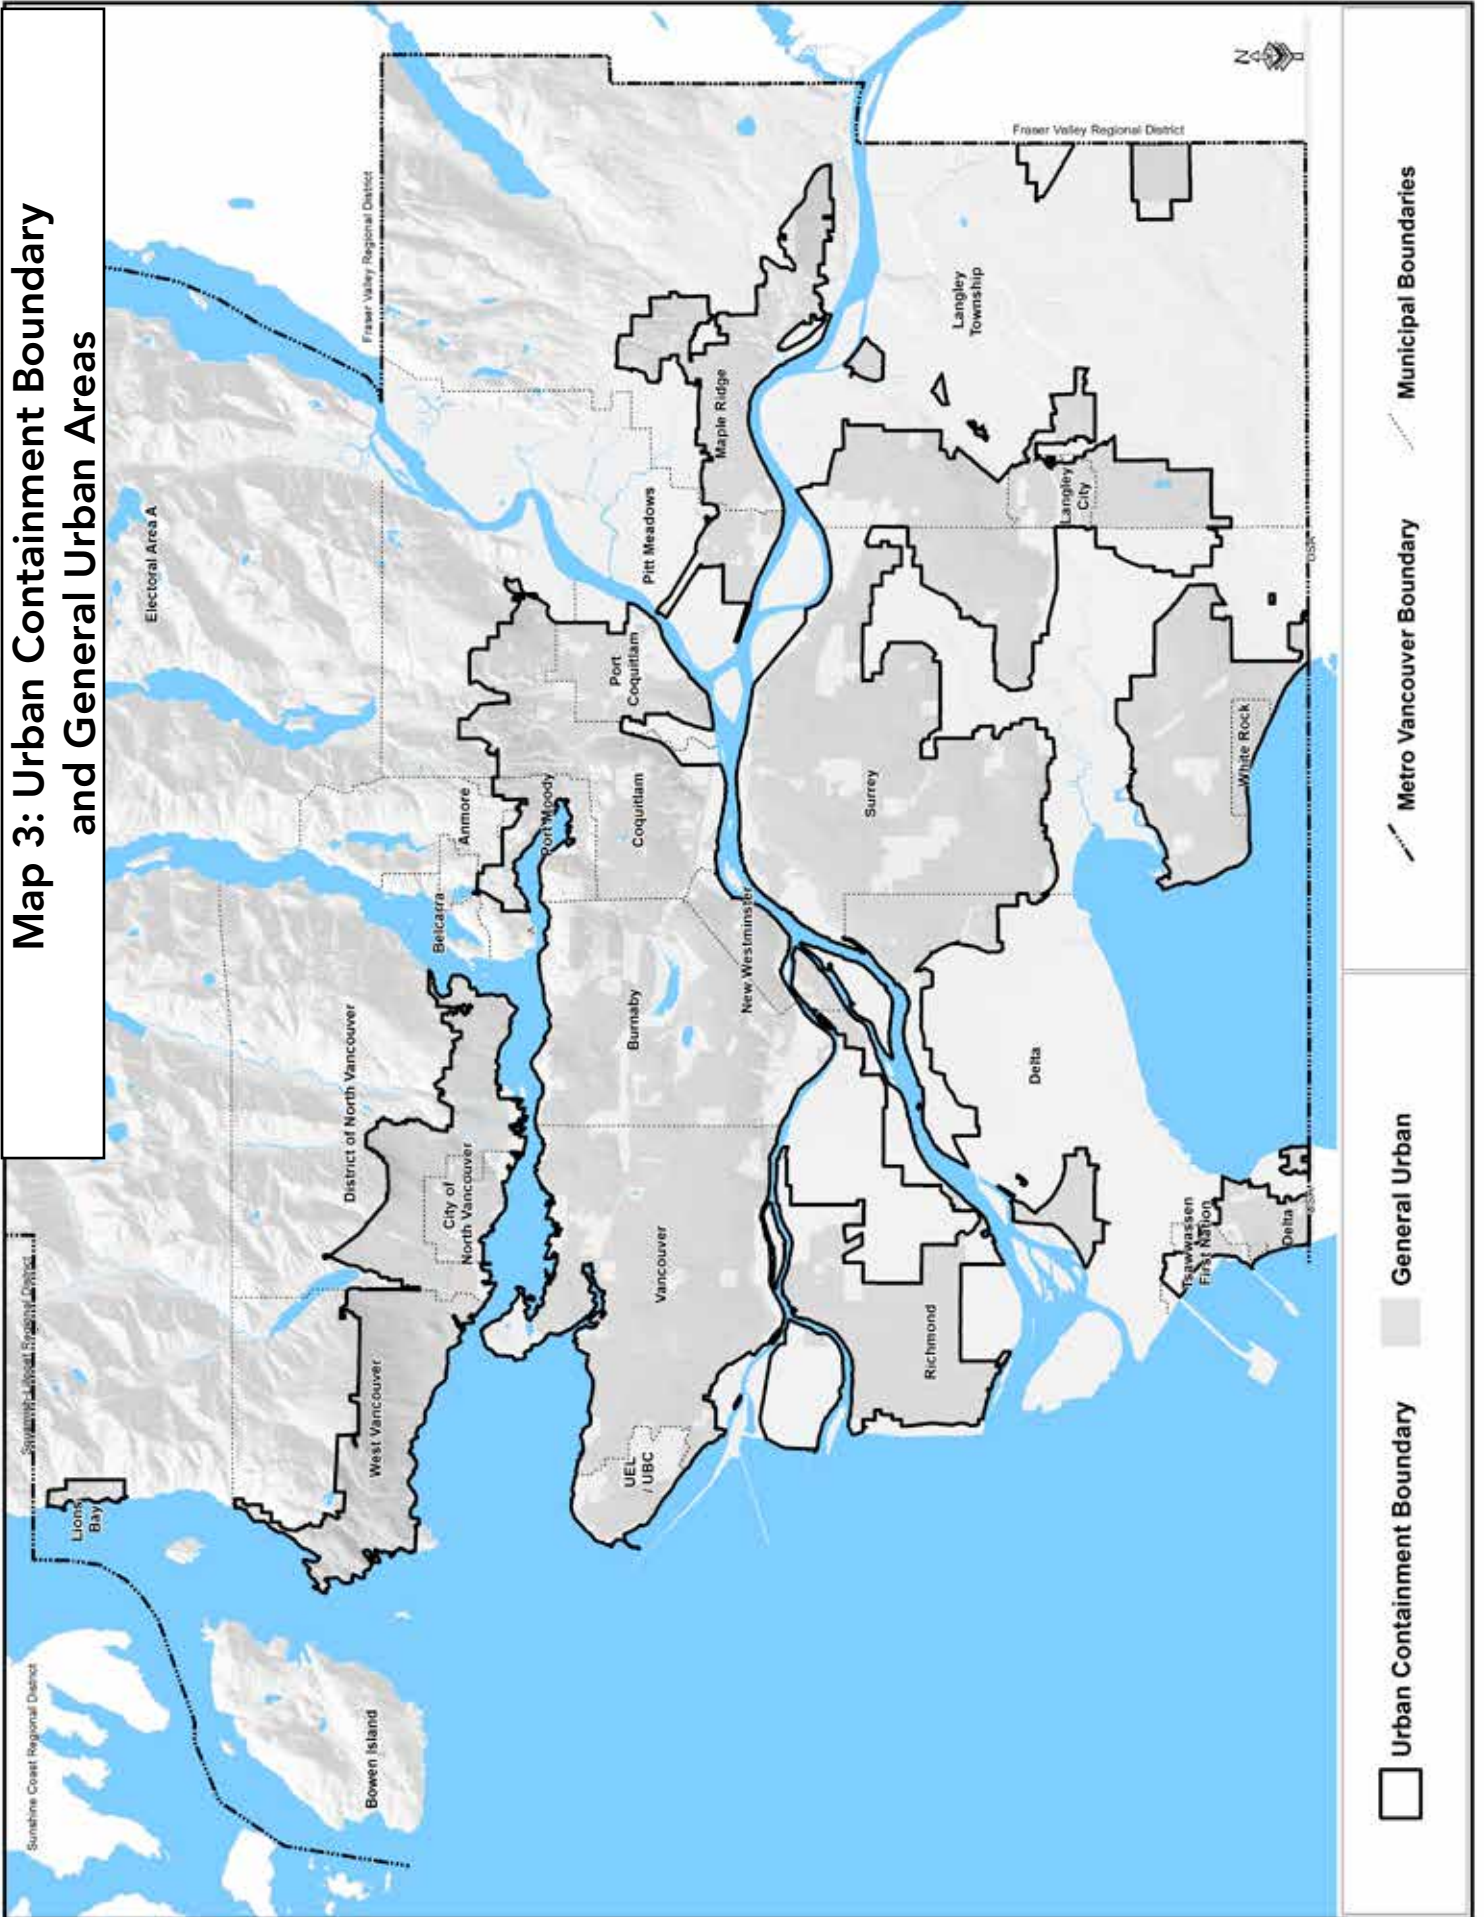 Map 3: Urban Containment Boundary
and General Urban Areas
Sunshine Coast Regional District
Squamish-Lillooet Regional District
Lions
Bay
Electoral Area A
Fraser Valley Regional District
Bowen Island
West Vancouver
District of North Vancouver
City of
North Vancouver
Belcarra
Anmore
Port Moody
Port
Coquitlam
Coquitlam
Pitt Meadows
Maple Ridge
UEL
/ UBC
Vancouver
Burnaby
New Westminster
Richmond
Surrey
Langley
Township
Fraser Valley Regional District
Langley
City
Delta
Tsawwassen
First Nation
Delta
White Rock
USA
USA
N
Urban Containment Boundary
General Urban
Metro Vancouver Boundary
Municipal Boundaries